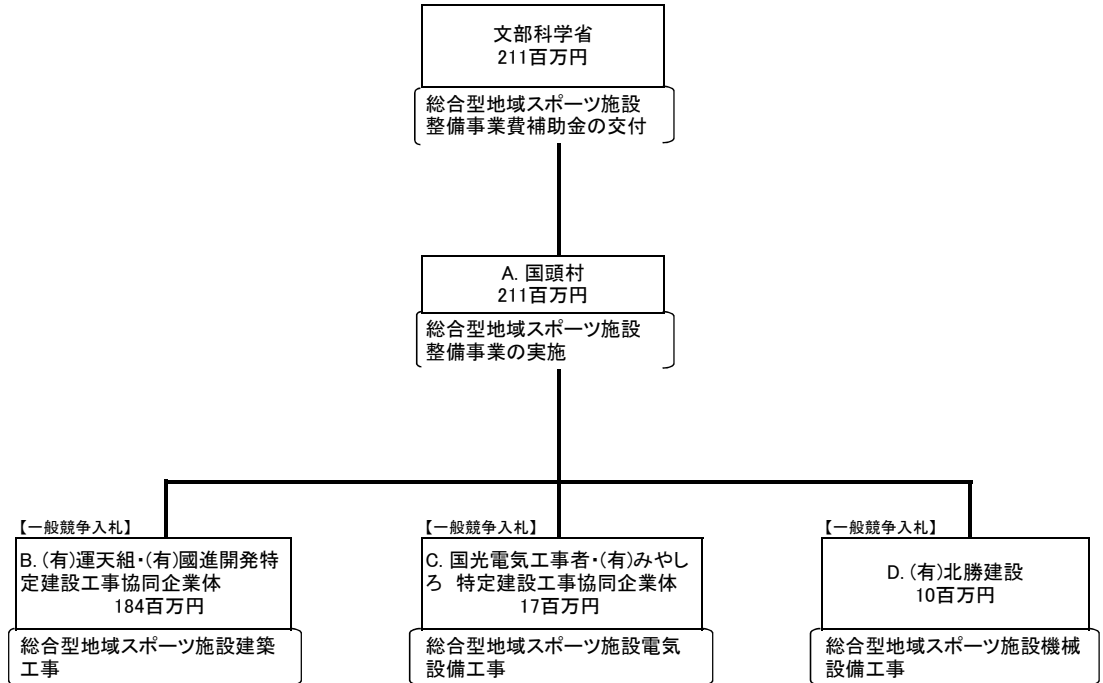 文部科学省
211百万円
総合型地域スポーツ施設
整備事業費補助金の交付
A. 国頭村
211百万円
総合型地域スポーツ施設
整備事業の実施
【一般競争入札】
B. (有)運天組・(有)國進開発特
定建設工事協同企業体
184百万円
総合型地域スポーツ施設建築
工事
【一般競争入札】
C. 国光電気工事者・(有)みやし
ろ 特定建設工事協同企業体
17百万円
総合型地域スポーツ施設電気
設備工事
【一般競争入札】
D. (有)北勝建設
10百万円
総合型地域スポーツ施設機械
設備工事